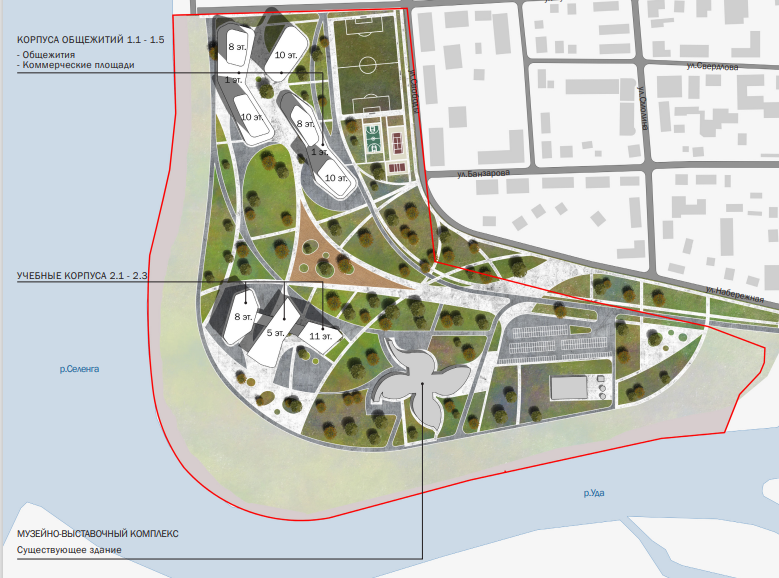 КОРПУСА ОБЩЕЖИТИЙ 1.1 - 1.5
- Общежития
- Коммерческие площади
8 эт.
10 эт.
1 эт.
10 эт.
8 эт.
1 эт.
10 эт.
ул.Свердлова
ул.Банзарова
УЧЕБНЫЕ КОРПУСА 2.1 - 2.3
ул.Набережная
8 эт.
5 эт.
11 эт.
р.Селенга
р.Уда
МУЗЕЙНО-ВЫСТАВОЧНЫЙ КОМПЛЕКС
Существующее здание